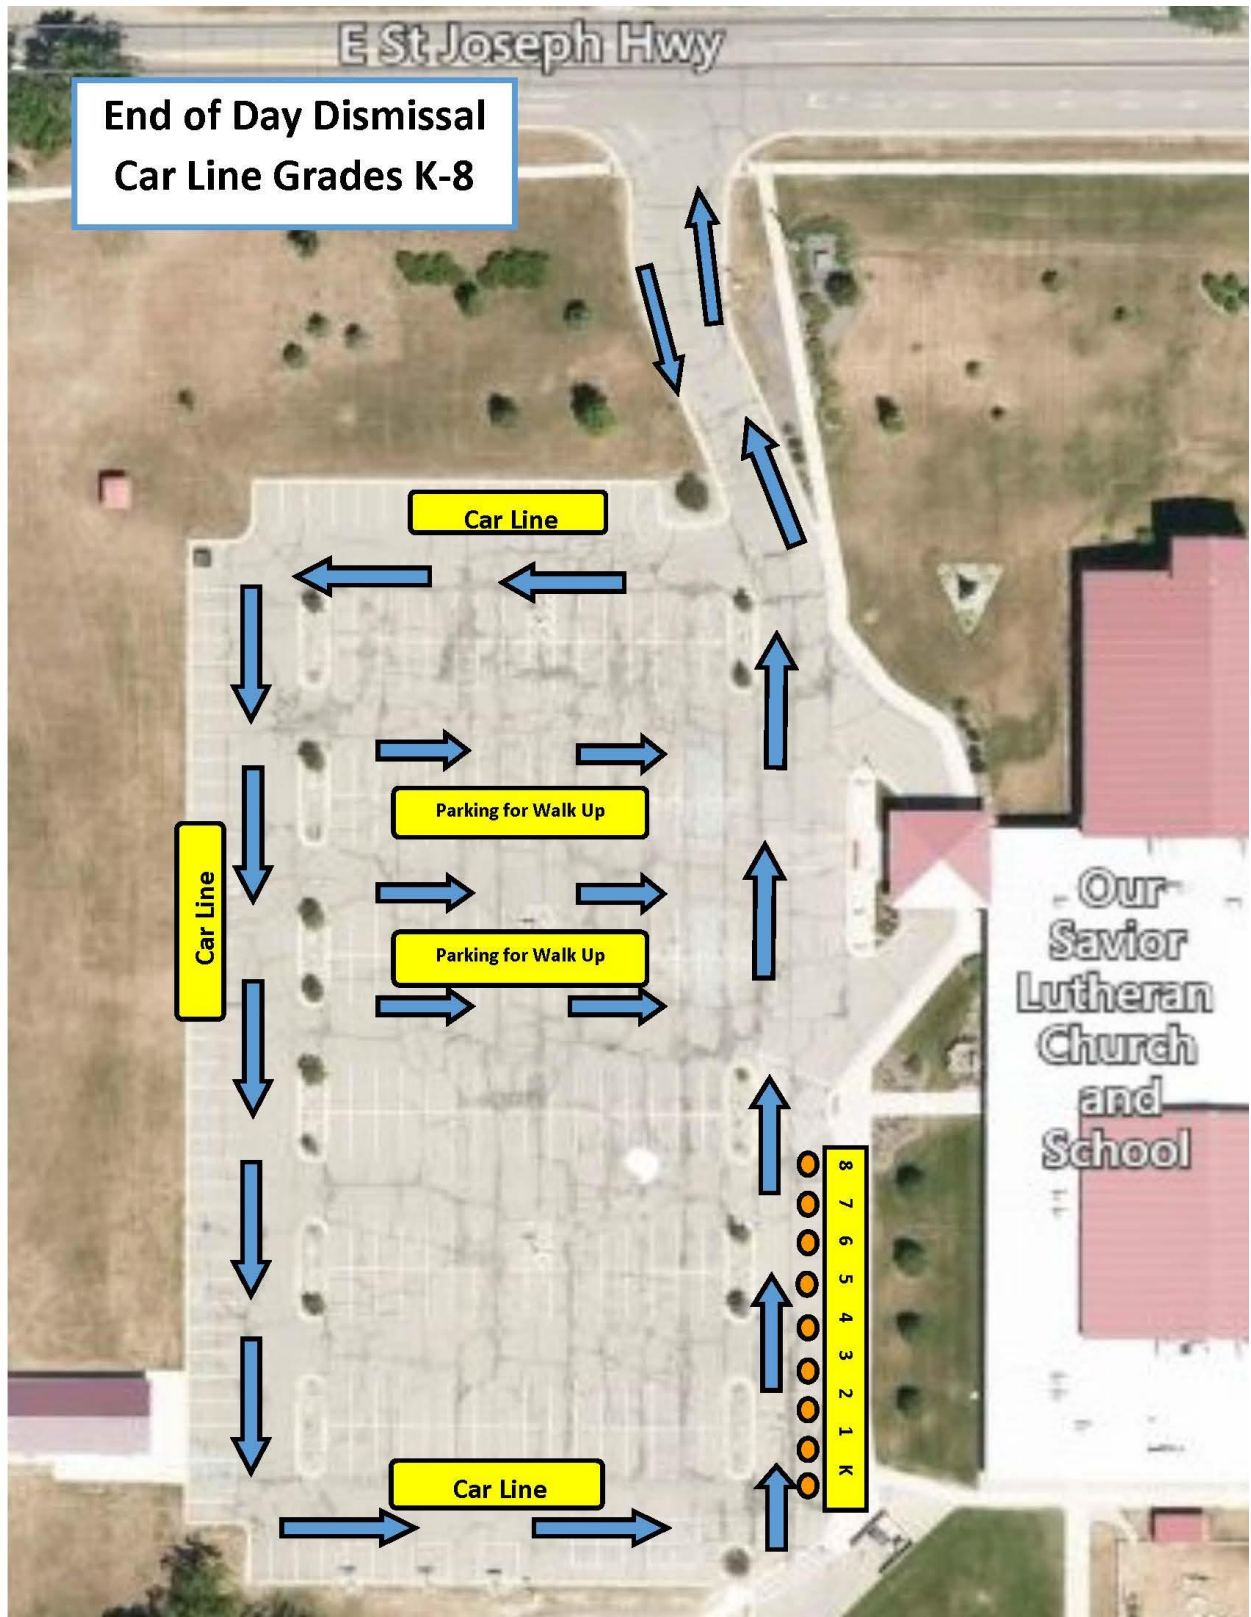 E St Joseph Hwy
End of Day Dismissal
Car Line Grades K-8
Car Line
Parking for Walk Up
Car Line
Parking for Walk Up
Our
Savior
Lutheran
Church
and
School
8
7
6
5
4
3
2
1
K
Car Line